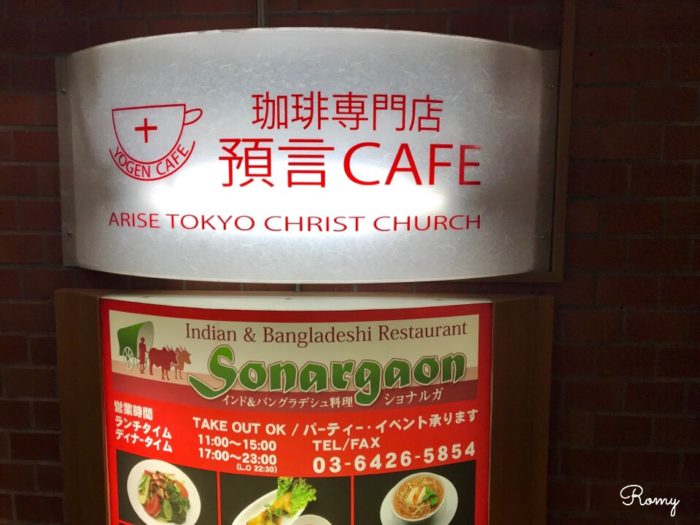 珈琲専門店
預言CAFE
YOGEN CAFE
ARISE TOKYO CHRIST CHURCH
Indian & Bangladeshi Restaurant
Sonargaon
インド&バングラデシュ料理 ショナルガ
営業時間
ランチタイム
ディナータイム
TAKE OUT OK / パーティー・イベント承ります
11:00〜15:00
17:00〜23:00
(L.O 22:30)
TEL/FAX
03-6426-5854
Romy